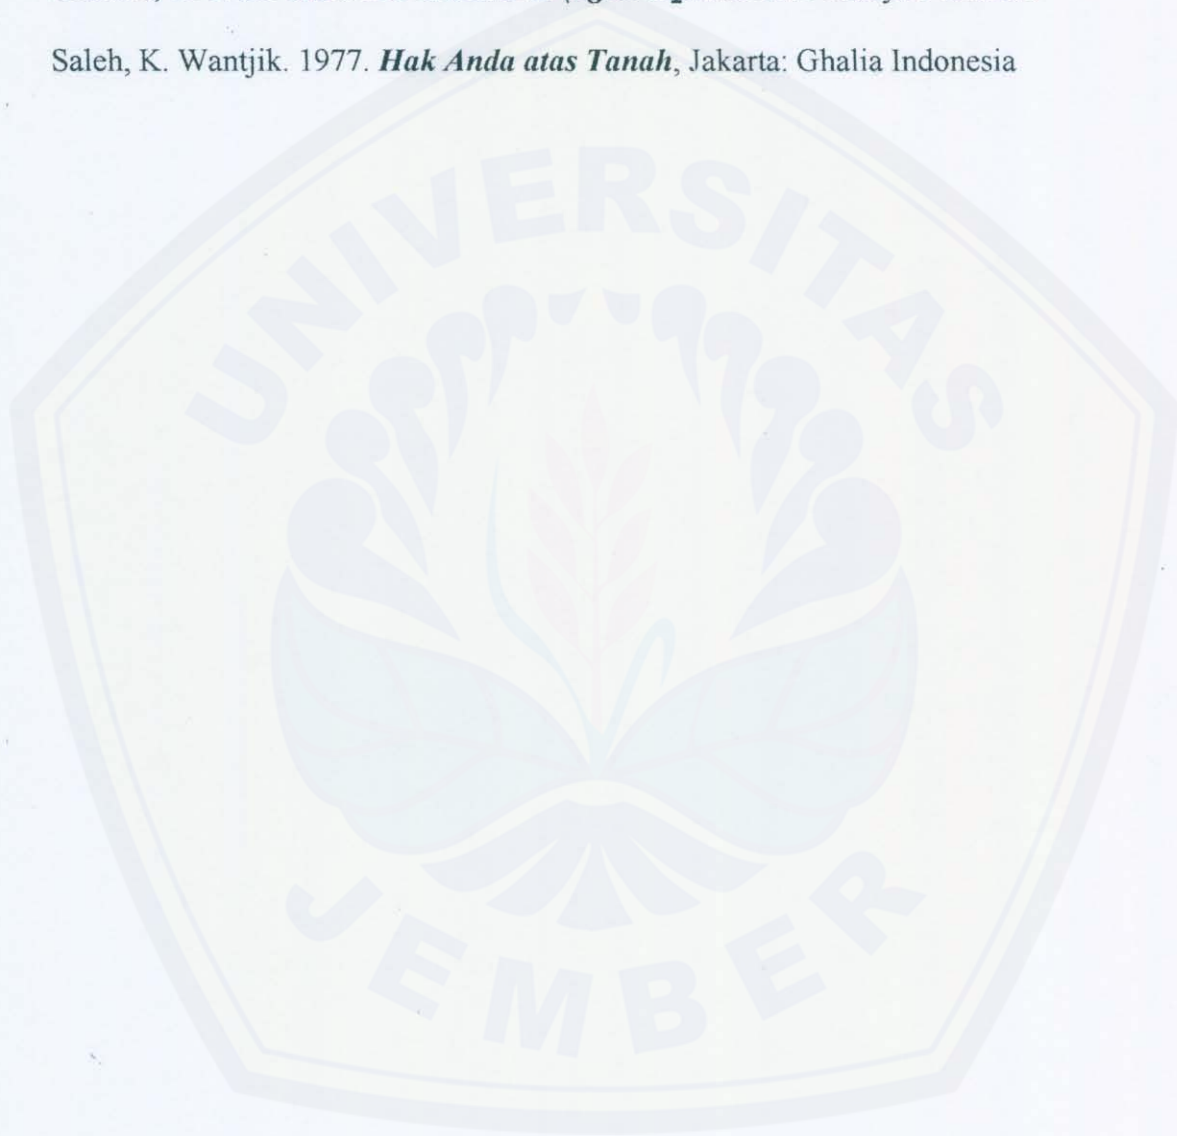 Saleh, K. Wantjik. 1977. Hak Anda atas Tanah, Jakarta: Ghalia Indonesia
UNIVERSITAS
JEMBER